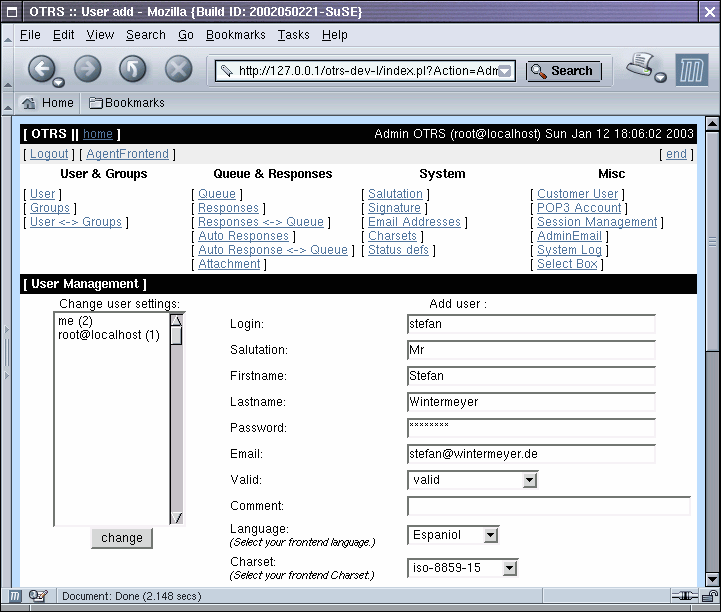 OTRS :: User add - Mozilla {Build ID: 2002050221-SuSE}
File Edit View Search Go Bookmarks Tasks Help
http://127.0.0.1/otrs-dev-l/index.pl?Action=Adm Search
Home Bookmarks
[ OTRS || home ] Admin OTRS (root@localhost) Sun Jan 12 18:06:02 2003
[ Logout ] [ AgentFrontend ] [ end ]
User & Groups Queue & Responses System Misc
[ User ] [ Queue ] [ Salutation ] [ Customer User ]
[ Groups ] [ Responses ] [ Signature ] [ POP3 Account ]
[ User <-> Groups ] [ Responses <-> Queue ] [ Email Addresses ] [ Session Management ]
[ Auto Responses ] [ Charsets ] [ AdminEmail ]
[ Auto Response <-> Queue ] [ Status defs ] [ System Log ]
[ Attachment ] [ Select Box ]
[ User Management ]
Change user settings: Add user :
me (2)
root@localhost (1)
change
Login: stefan
Salutation: Mr
Firstname: Stefan
Lastname: Wintermeyer
Password: ********
Email: stefan@wintermeyer.de
Valid: valid
Comment:
Language: Espaniol
(Select your frontend language.)
Charset: iso-8859-15
(Select your frontend Charset.)
Document: Done (2.148 secs)